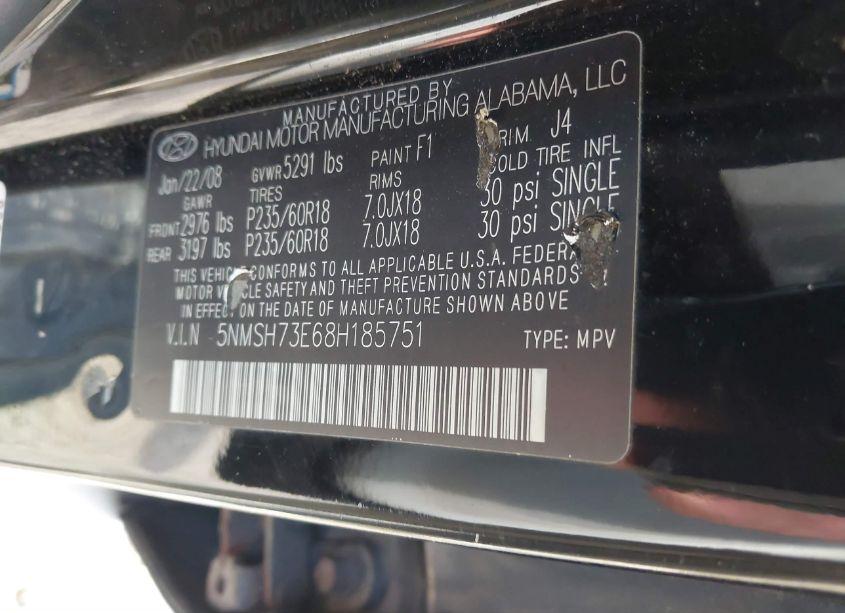 MANUFACTURED BY
HYUNDAI MOTOR MANUFACTURING ALABAMA, LLC
Jan/22/08 GVWR 5291 lbs PAINT F1 TRIM J4
GAWR TIRES RIMS COLD TIRE INFL
FRONT 2976 lbs P235/60R18 7.0JX18 30 psi SINGLE
REAR 3197 lbs P235/60R18 7.0JX18 30 psi SINGLE
THIS VEHICLE CONFORMS TO ALL APPLICABLE U.S.A. FEDERAL
MOTOR VEHICLE SAFETY AND THEFT PREVENTION STANDARDS
IN EFFECT ON THE DATE OF MANUFACTURE SHOWN ABOVE
V.I.N 5NMSH73E68H185751 TYPE: MPV